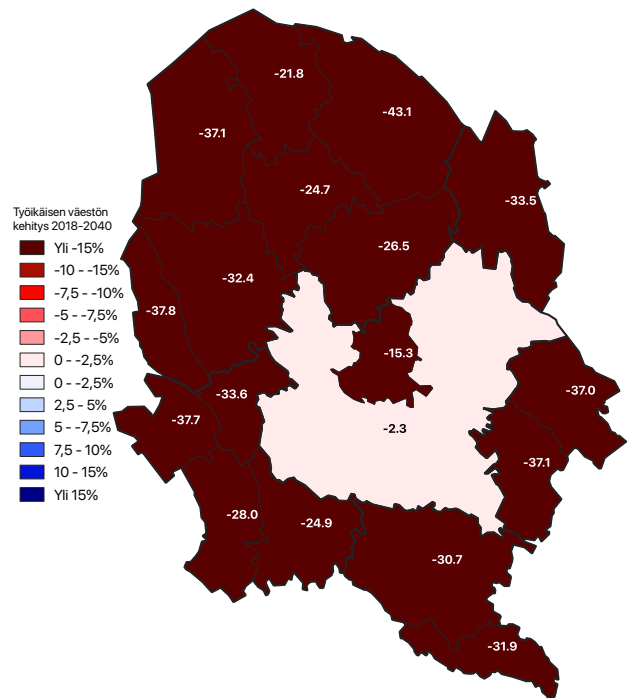 -21.8
-43.1
-37.1
-24.7
-33.5
Työikäisen väestön
kehitys 2018-2040
Yli -15%
-10 - -15%
-7,5 - -10%
-5 - -7,5%
-2,5 - -5%
0 - -2,5%
0 - -2,5%
2,5 - 5%
5 - -7,5%
7,5 - 10%
10 - 15%
Yli 15%
-26.5
-32.4
-37.8
-15.3
-37.0
-33.6
-37.7
-2.3
-37.1
-28.0
-24.9
-30.7
-31.9